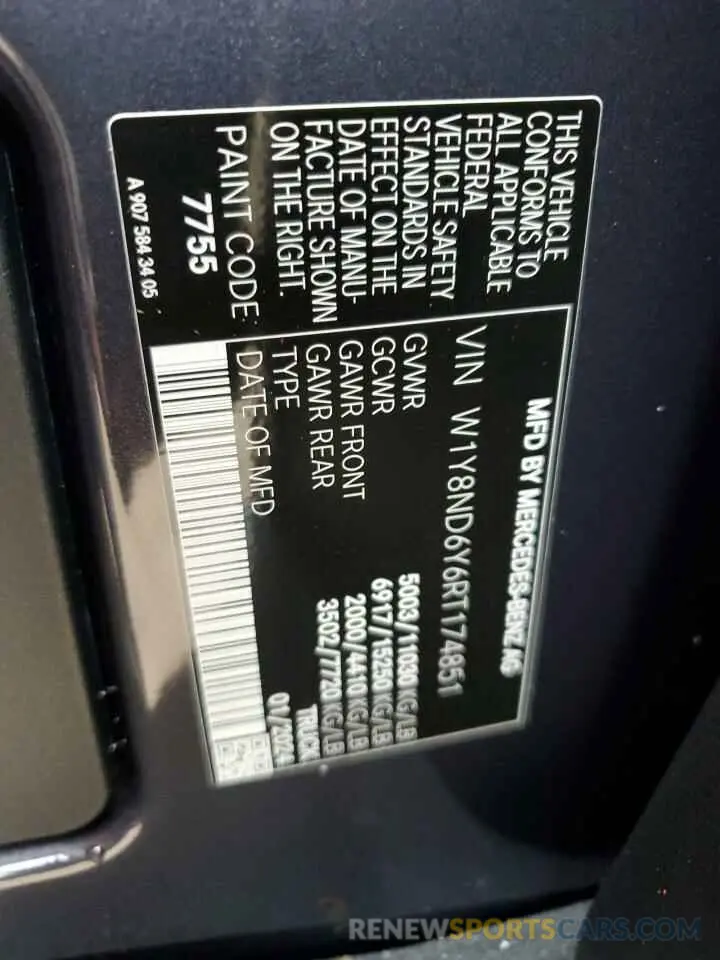 THIS VEHICLE
CONFORMS TO
ALL APPLICABLE
FEDERAL
VEHICLE SAFETY
STANDARDS IN
EFFECT ON THE
DATE OF MANU-
FACTURE SHOWN
ON THE RIGHT.
PAINT CODE
7755
A 907 584 34 05
MFD BY MERCEDES-BENZ AG
VIN W1Y8ND6Y6RT174851
GVWR 5003/11030 KG/LB
GCWR 6917/15250 KG/LB
GAWR FRONT 2000/4410 KG/LB
GAWR REAR 3502/7720 KG/LB
TYPE TRUCK
DATE OF MFD 01/2024
RENEWSPORTSCARS.COM